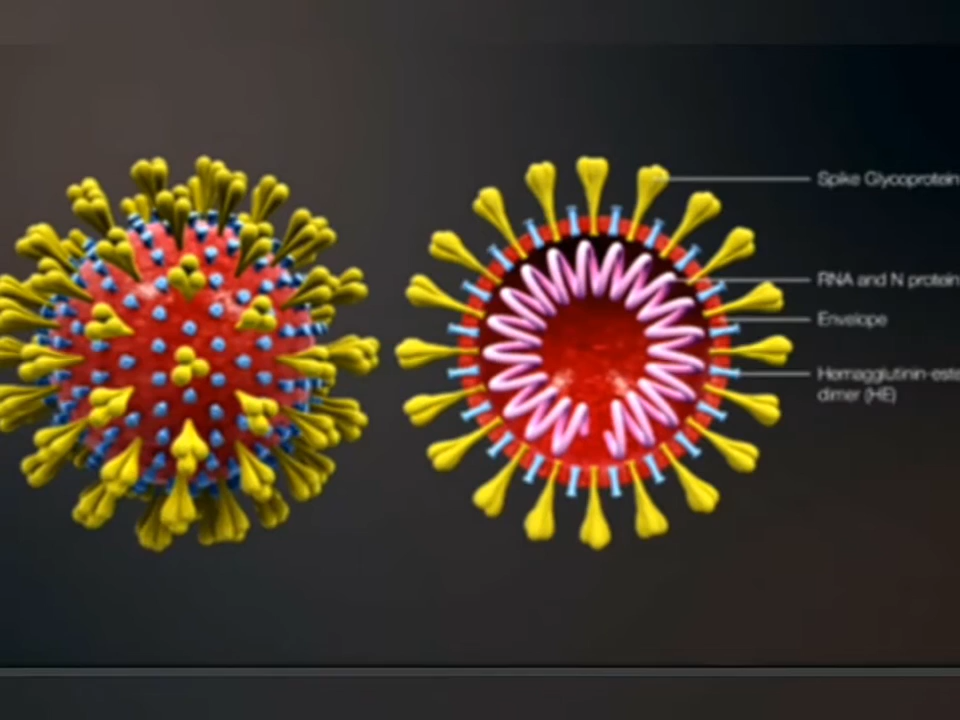 Spike Glycoprotein
RNA and N protein
Envelope
Hemagglutinin-este
dimer (HE)